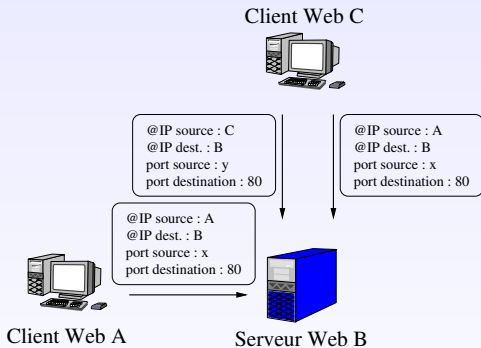 Client Web C
@IP source : C
@IP dest. : B
port source : y
port destination : 80
@IP source : A
@IP dest. : B
port source : x
port destination : 80
@IP source : A
@IP dest. : B
port source : x
port destination : 80
Client Web A
Serveur Web B